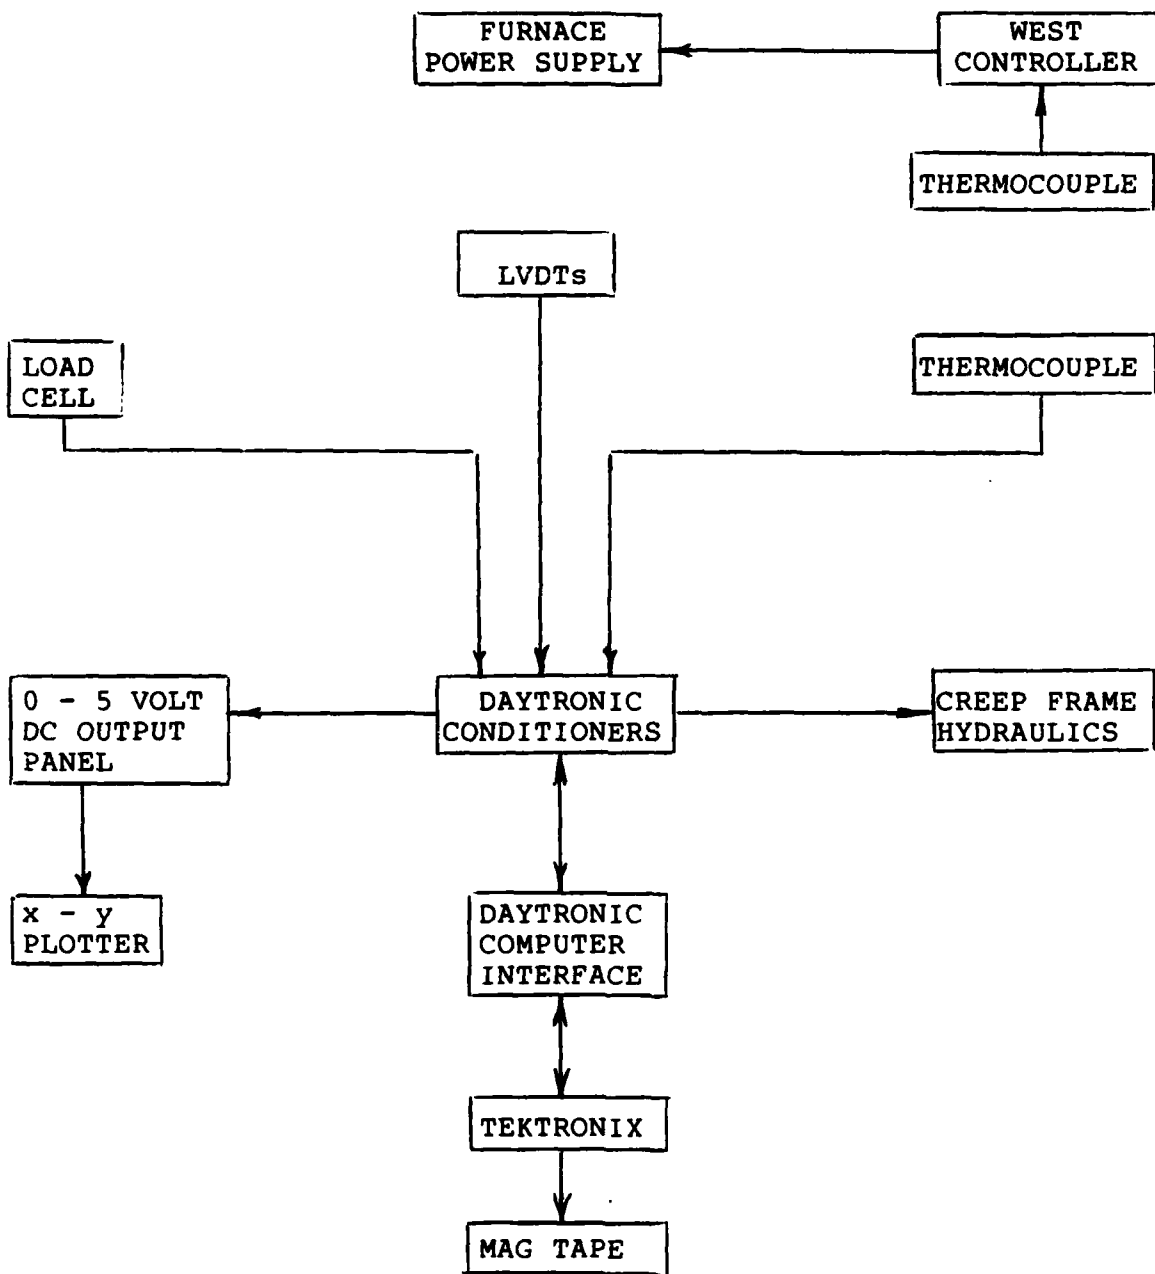 FURNACE
POWER SUPPLY
WEST
CONTROLLER
THERMOCOUPLE
LVDTs
LOAD
CELL
THERMOCOUPLE
0 - 5 VOLT
DC OUTPUT
PANEL
DAYTRONIC
CONDITIONERS
CREEP FRAME
HYDRAULICS
x - y
PLOTTER
DAYTRONIC
COMPUTER
INTERFACE
TEKTRONIX
MAG TAPE